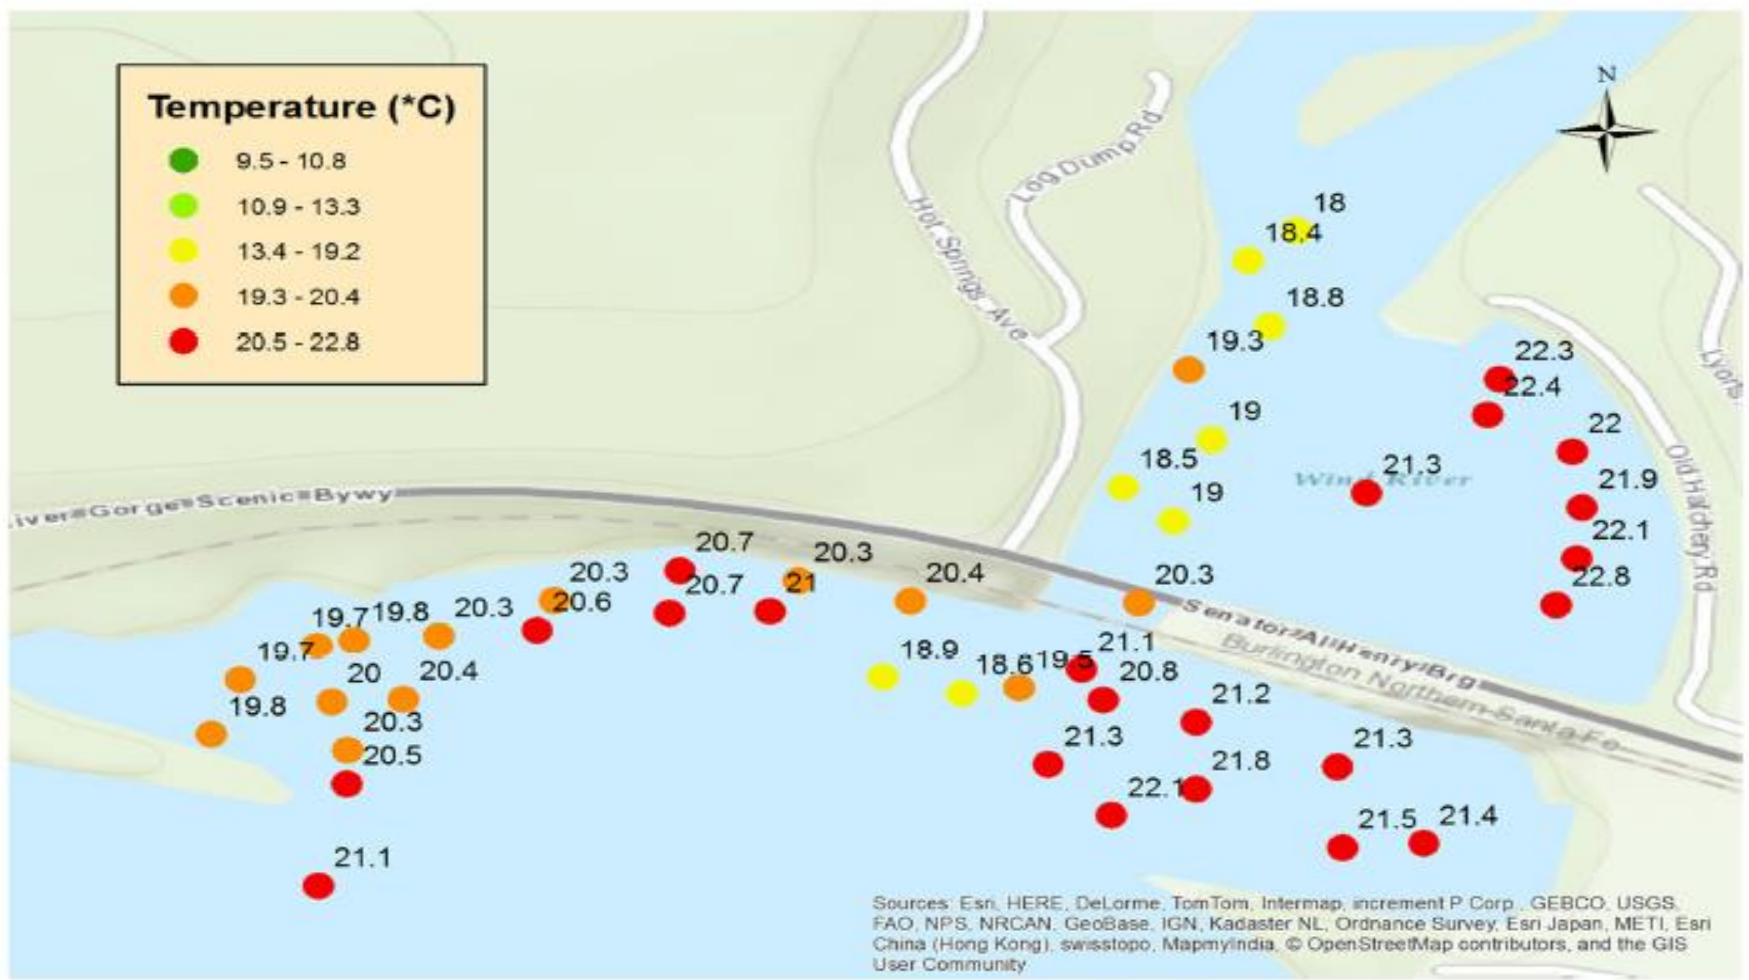 Temperature (*C)
9.5 - 10.8
10.9 - 13.3
13.4 - 19.2
19.3 - 20.4
20.5 - 22.8
N
Log Dump Rd
Hot Springs Ave
18
18.4
18.8
19.3
19
18.5
19
22.3
22.4
22
21.9
22.1
22.8
21.3
Wind River
Old Hatchery Rd
Lyons
iver Gorge Scenic Bywy
20.7
20.3
20.3
20.7
21
20.4
20.3
20.6
19.7
19.8
20.3
19.7
20
20.4
19.8
20.3
20.5
21.1
18.9
18.6
19.5
21.1
20.8
21.2
21.3
21.8
22.1
21.3
21.5
21.4
Senator Al Henry Brg
Burlington Northern Santa Fe
Sources: Esri, HERE, DeLorme, TomTom, Intermap, increment P Corp., GEBCO, USGS,
FAO, NPS, NRCAN, GeoBase, IGN, Kadaster NL, Ordnance Survey, Esri Japan, METI, Esri
China (Hong Kong), swisstopo, MapmyIndia, © OpenStreetMap contributors, and the GIS
User Community